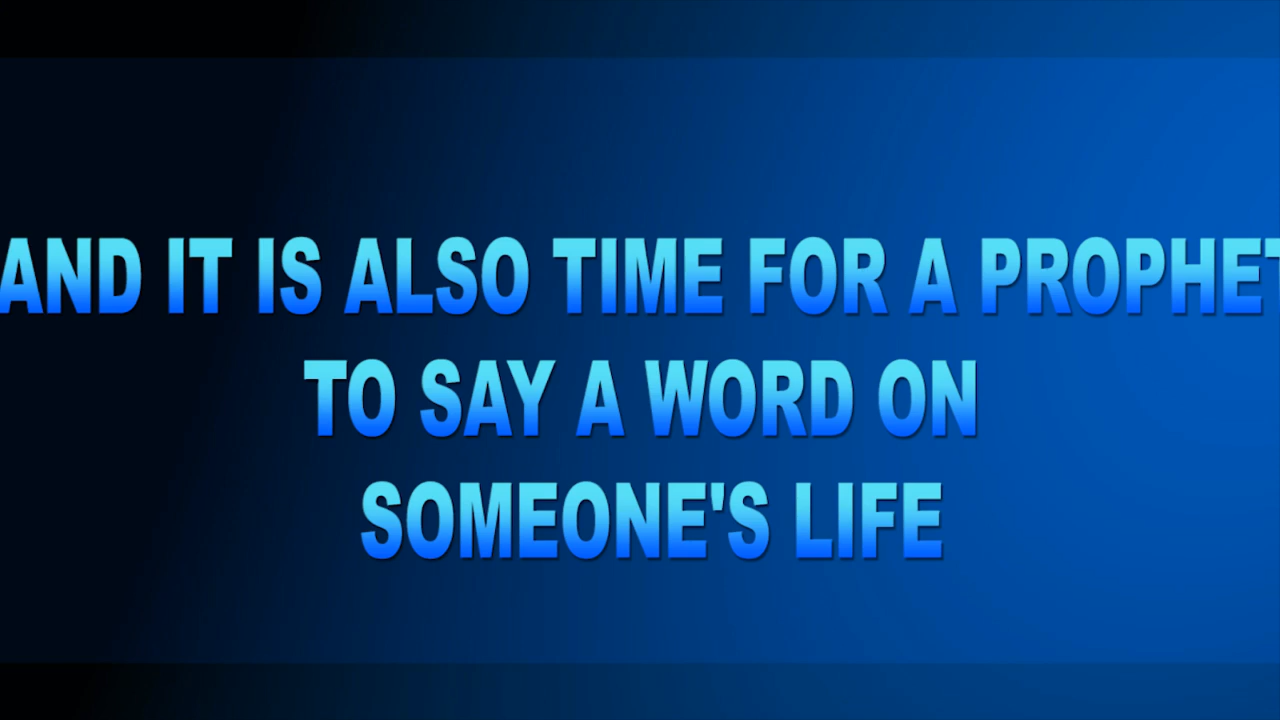 AND IT IS ALSO TIME FOR A PROPHET
TO SAY A WORD ON
SOMEONE'S LIFE